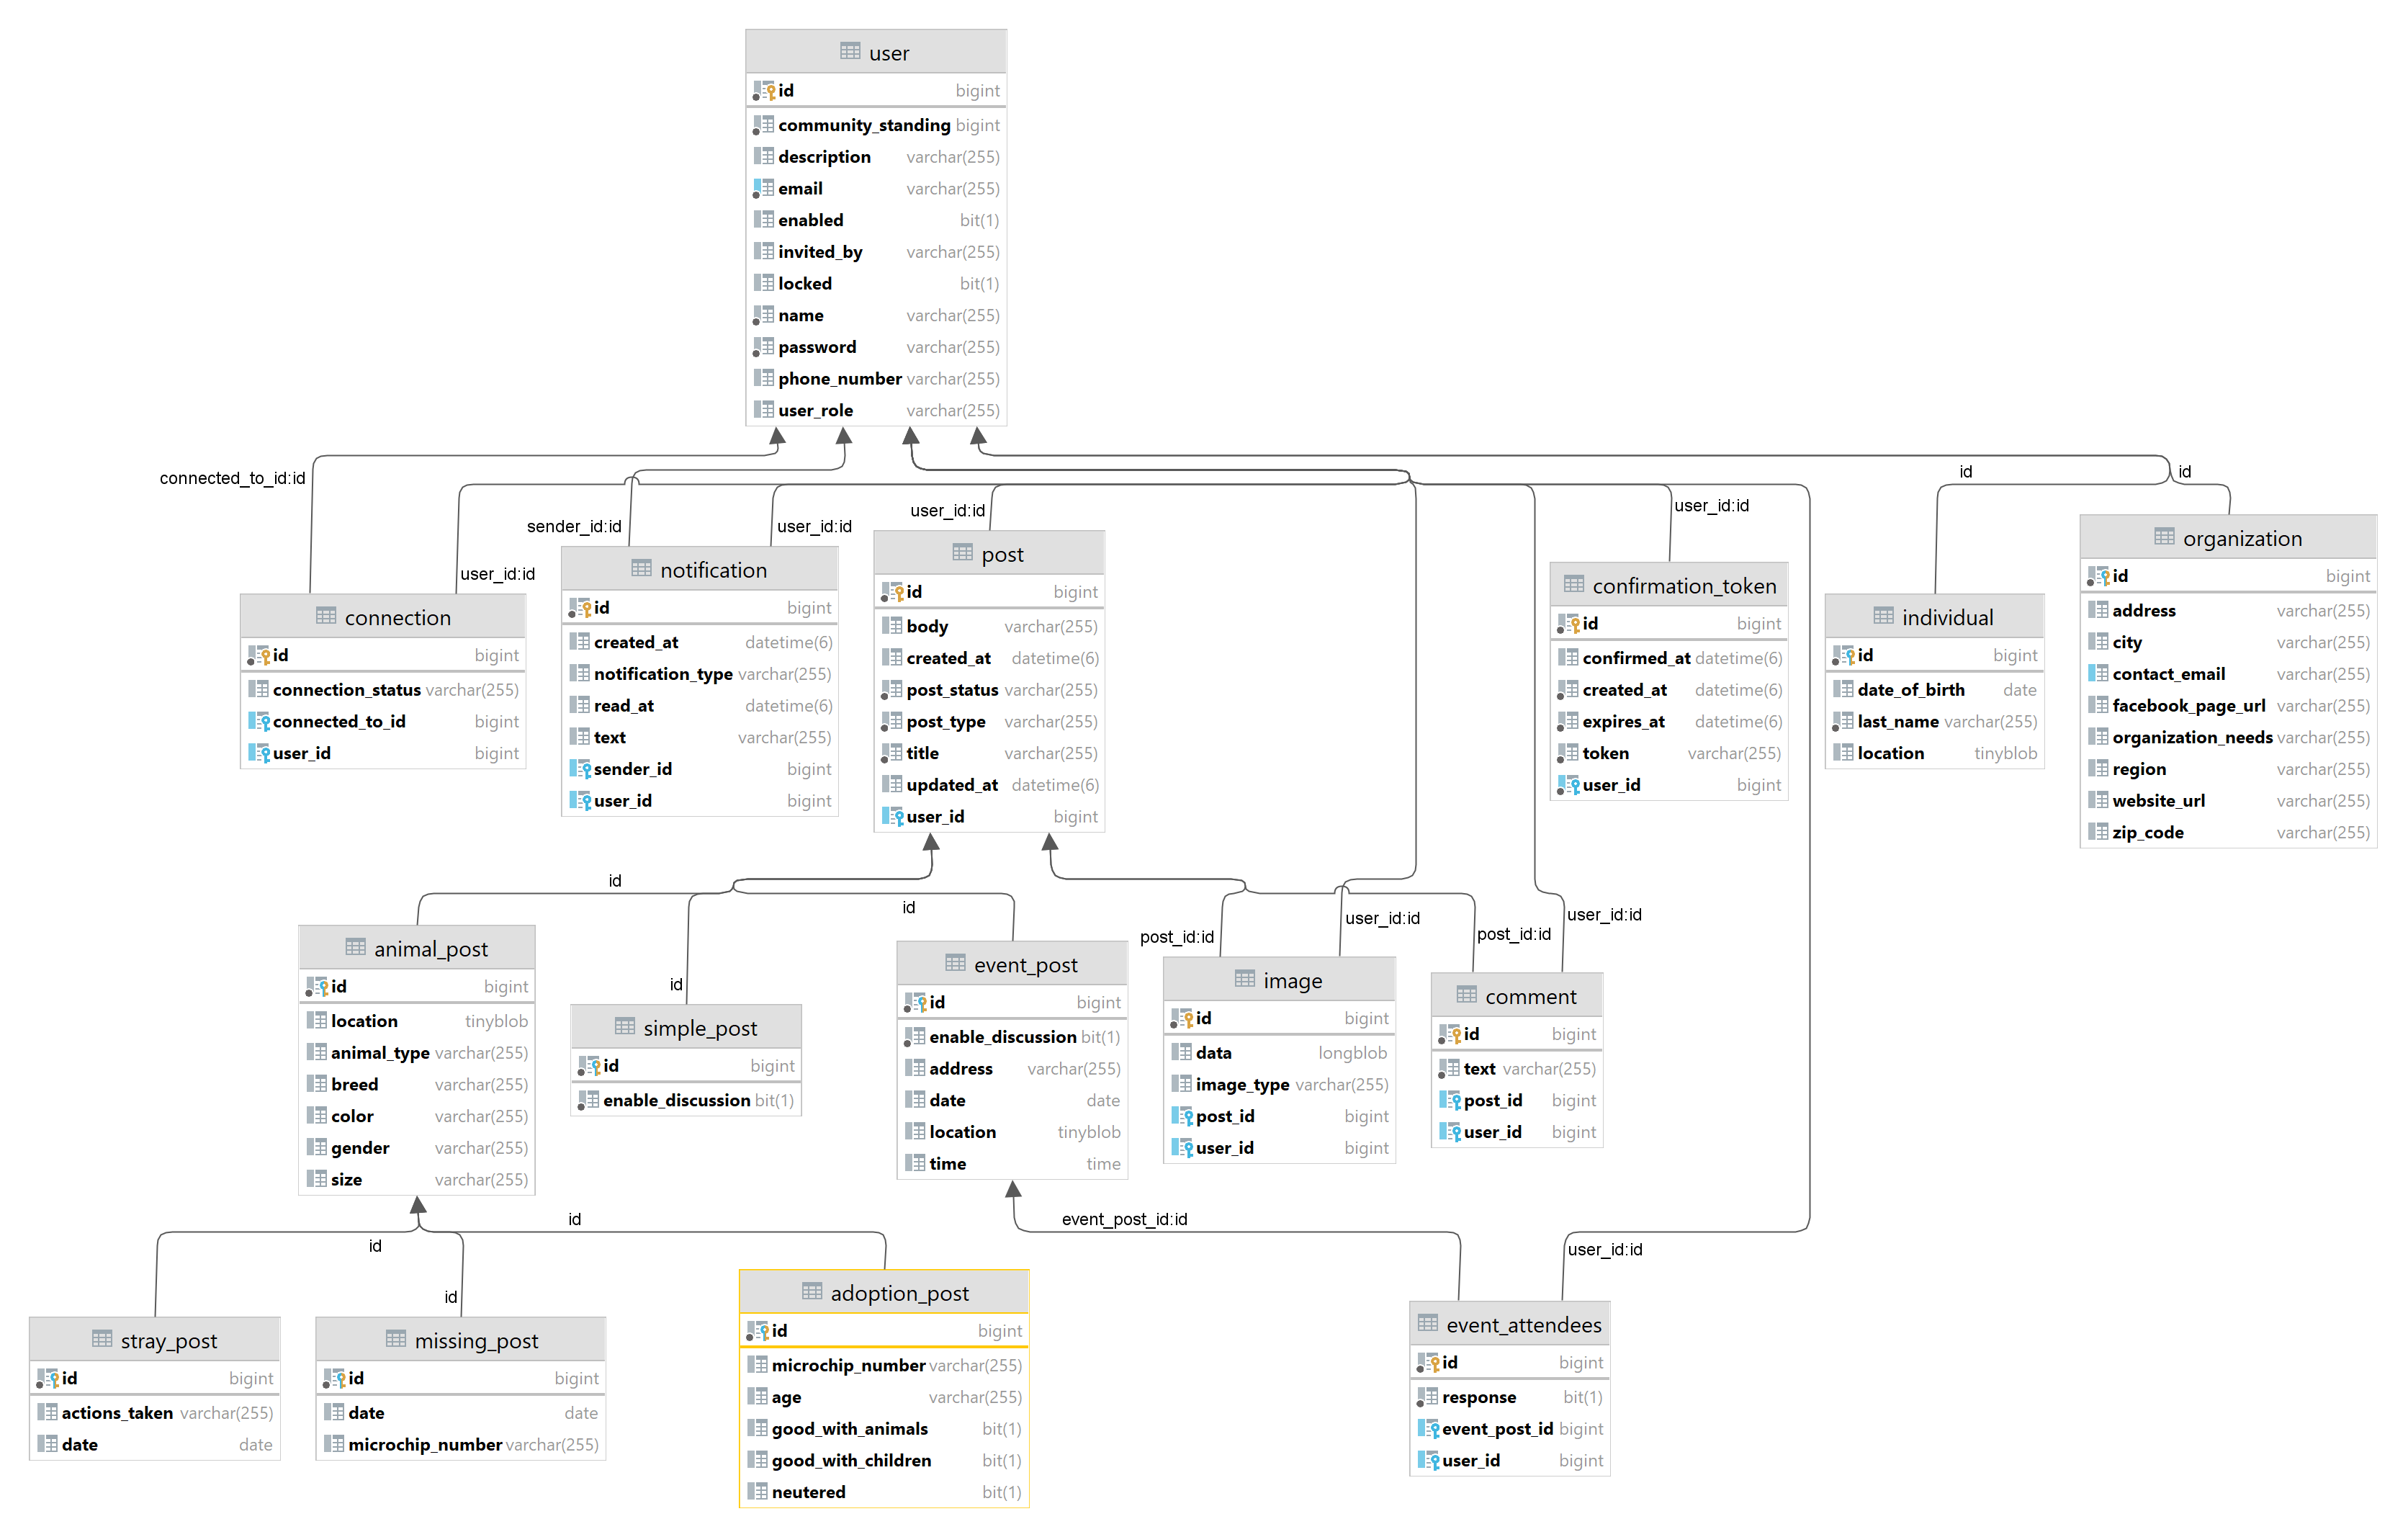 user
id bigint
community_standing bigint
description varchar(255)
email varchar(255)
enabled bit(1)
invited_by varchar(255)
locked bit(1)
name varchar(255)
password varchar(255)
phone_number varchar(255)
user_role varchar(255)
connected_to_id:id
user_id:id
sender_id:id
user_id:id
user_id:id
user_id:id
id
id
connection
id bigint
connection_status varchar(255)
connected_to_id bigint
user_id bigint
notification
id bigint
created_at datetime(6)
notification_type varchar(255)
read_at datetime(6)
text varchar(255)
sender_id bigint
user_id bigint
post
id bigint
body varchar(255)
created_at datetime(6)
post_status varchar(255)
post_type varchar(255)
title varchar(255)
updated_at datetime(6)
user_id bigint
confirmation_token
id bigint
confirmed_at datetime(6)
created_at datetime(6)
expires_at datetime(6)
token varchar(255)
user_id bigint
individual
id bigint
date_of_birth date
last_name varchar(255)
location tinyblob
organization
id bigint
address varchar(255)
city varchar(255)
contact_email varchar(255)
facebook_page_url varchar(255)
organization_needs varchar(255)
region varchar(255)
website_url varchar(255)
zip_code varchar(255)
id
id
id
post_id:id
user_id:id
post_id:id
user_id:id
animal_post
id bigint
location tinyblob
animal_type varchar(255)
breed varchar(255)
color varchar(255)
gender varchar(255)
size varchar(255)
simple_post
id bigint
enable_discussion bit(1)
event_post
id bigint
enable_discussion bit(1)
address varchar(255)
date date
location tinyblob
time time
image
id bigint
data longblob
image_type varchar(255)
post_id bigint
user_id bigint
comment
id bigint
text varchar(255)
post_id bigint
user_id bigint
id
id
id
event_post_id:id
user_id:id
stray_post
id bigint
actions_taken varchar(255)
date date
missing_post
id bigint
date date
microchip_number varchar(255)
adoption_post
id bigint
microchip_number varchar(255)
age varchar(255)
good_with_animals bit(1)
good_with_children bit(1)
neutered bit(1)
event_attendees
id bigint
response bit(1)
event_post_id bigint
user_id bigint